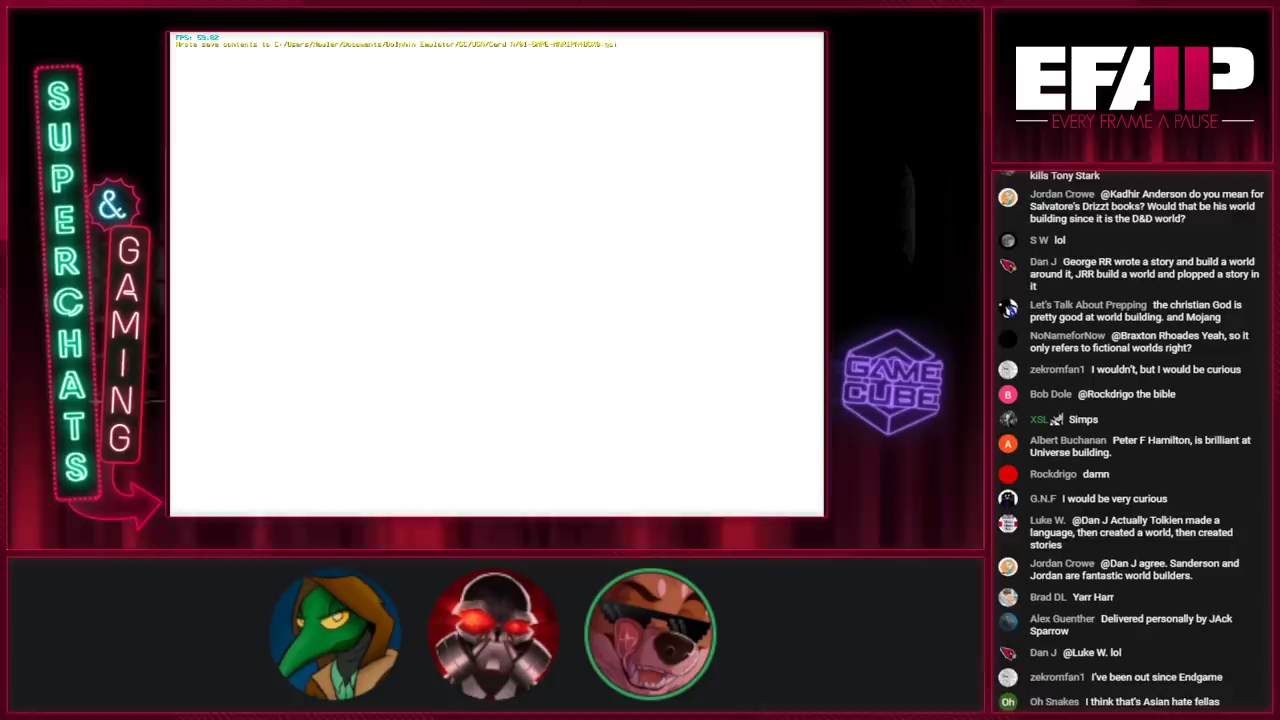 FPS: 59.82
SUPERCHATS
&
GAMING
GAME
CUBE
EFAP
EVERY FRAME A PAUSE
kills Tony Stark
Jordan Crowe @Kadhir Anderson do you mean for
Salvatore's Drizzt books? Would that be his world
building since it is the D&D world?
S W lol
Dan J George RR wrote a story and build a world
around it, JRR build a world and plopped a story in
it
Let's Talk About Prepping the christian God is
pretty good at world building. and Mojang
NoNameforNow @Braxton Rhoades Yeah, so it
only refers to fictional worlds right?
zekromfan1 I wouldn't, but I would be curious
B
Bob Dole @Rockdrigo the bible
XSL Simps
A
Albert Buchanan Peter F Hamilton, is brilliant at
Universe building.
Rockdrigo damn
G.N.F I would be very curious
Luke W. @Dan J Actually Tolkien made a
language, then created a world, then created
stories
Jordan Crowe @Dan J agree. Sanderson and
Jordan are fantastic world builders.
Brad DL Yarr Harr
Alex Guenther Delivered personally by JAck
Sparrow
Dan J @Luke W. lol
zekromfan1 I've been out since Endgame
Oh
Oh Snakes I think that's Asian hate fellas